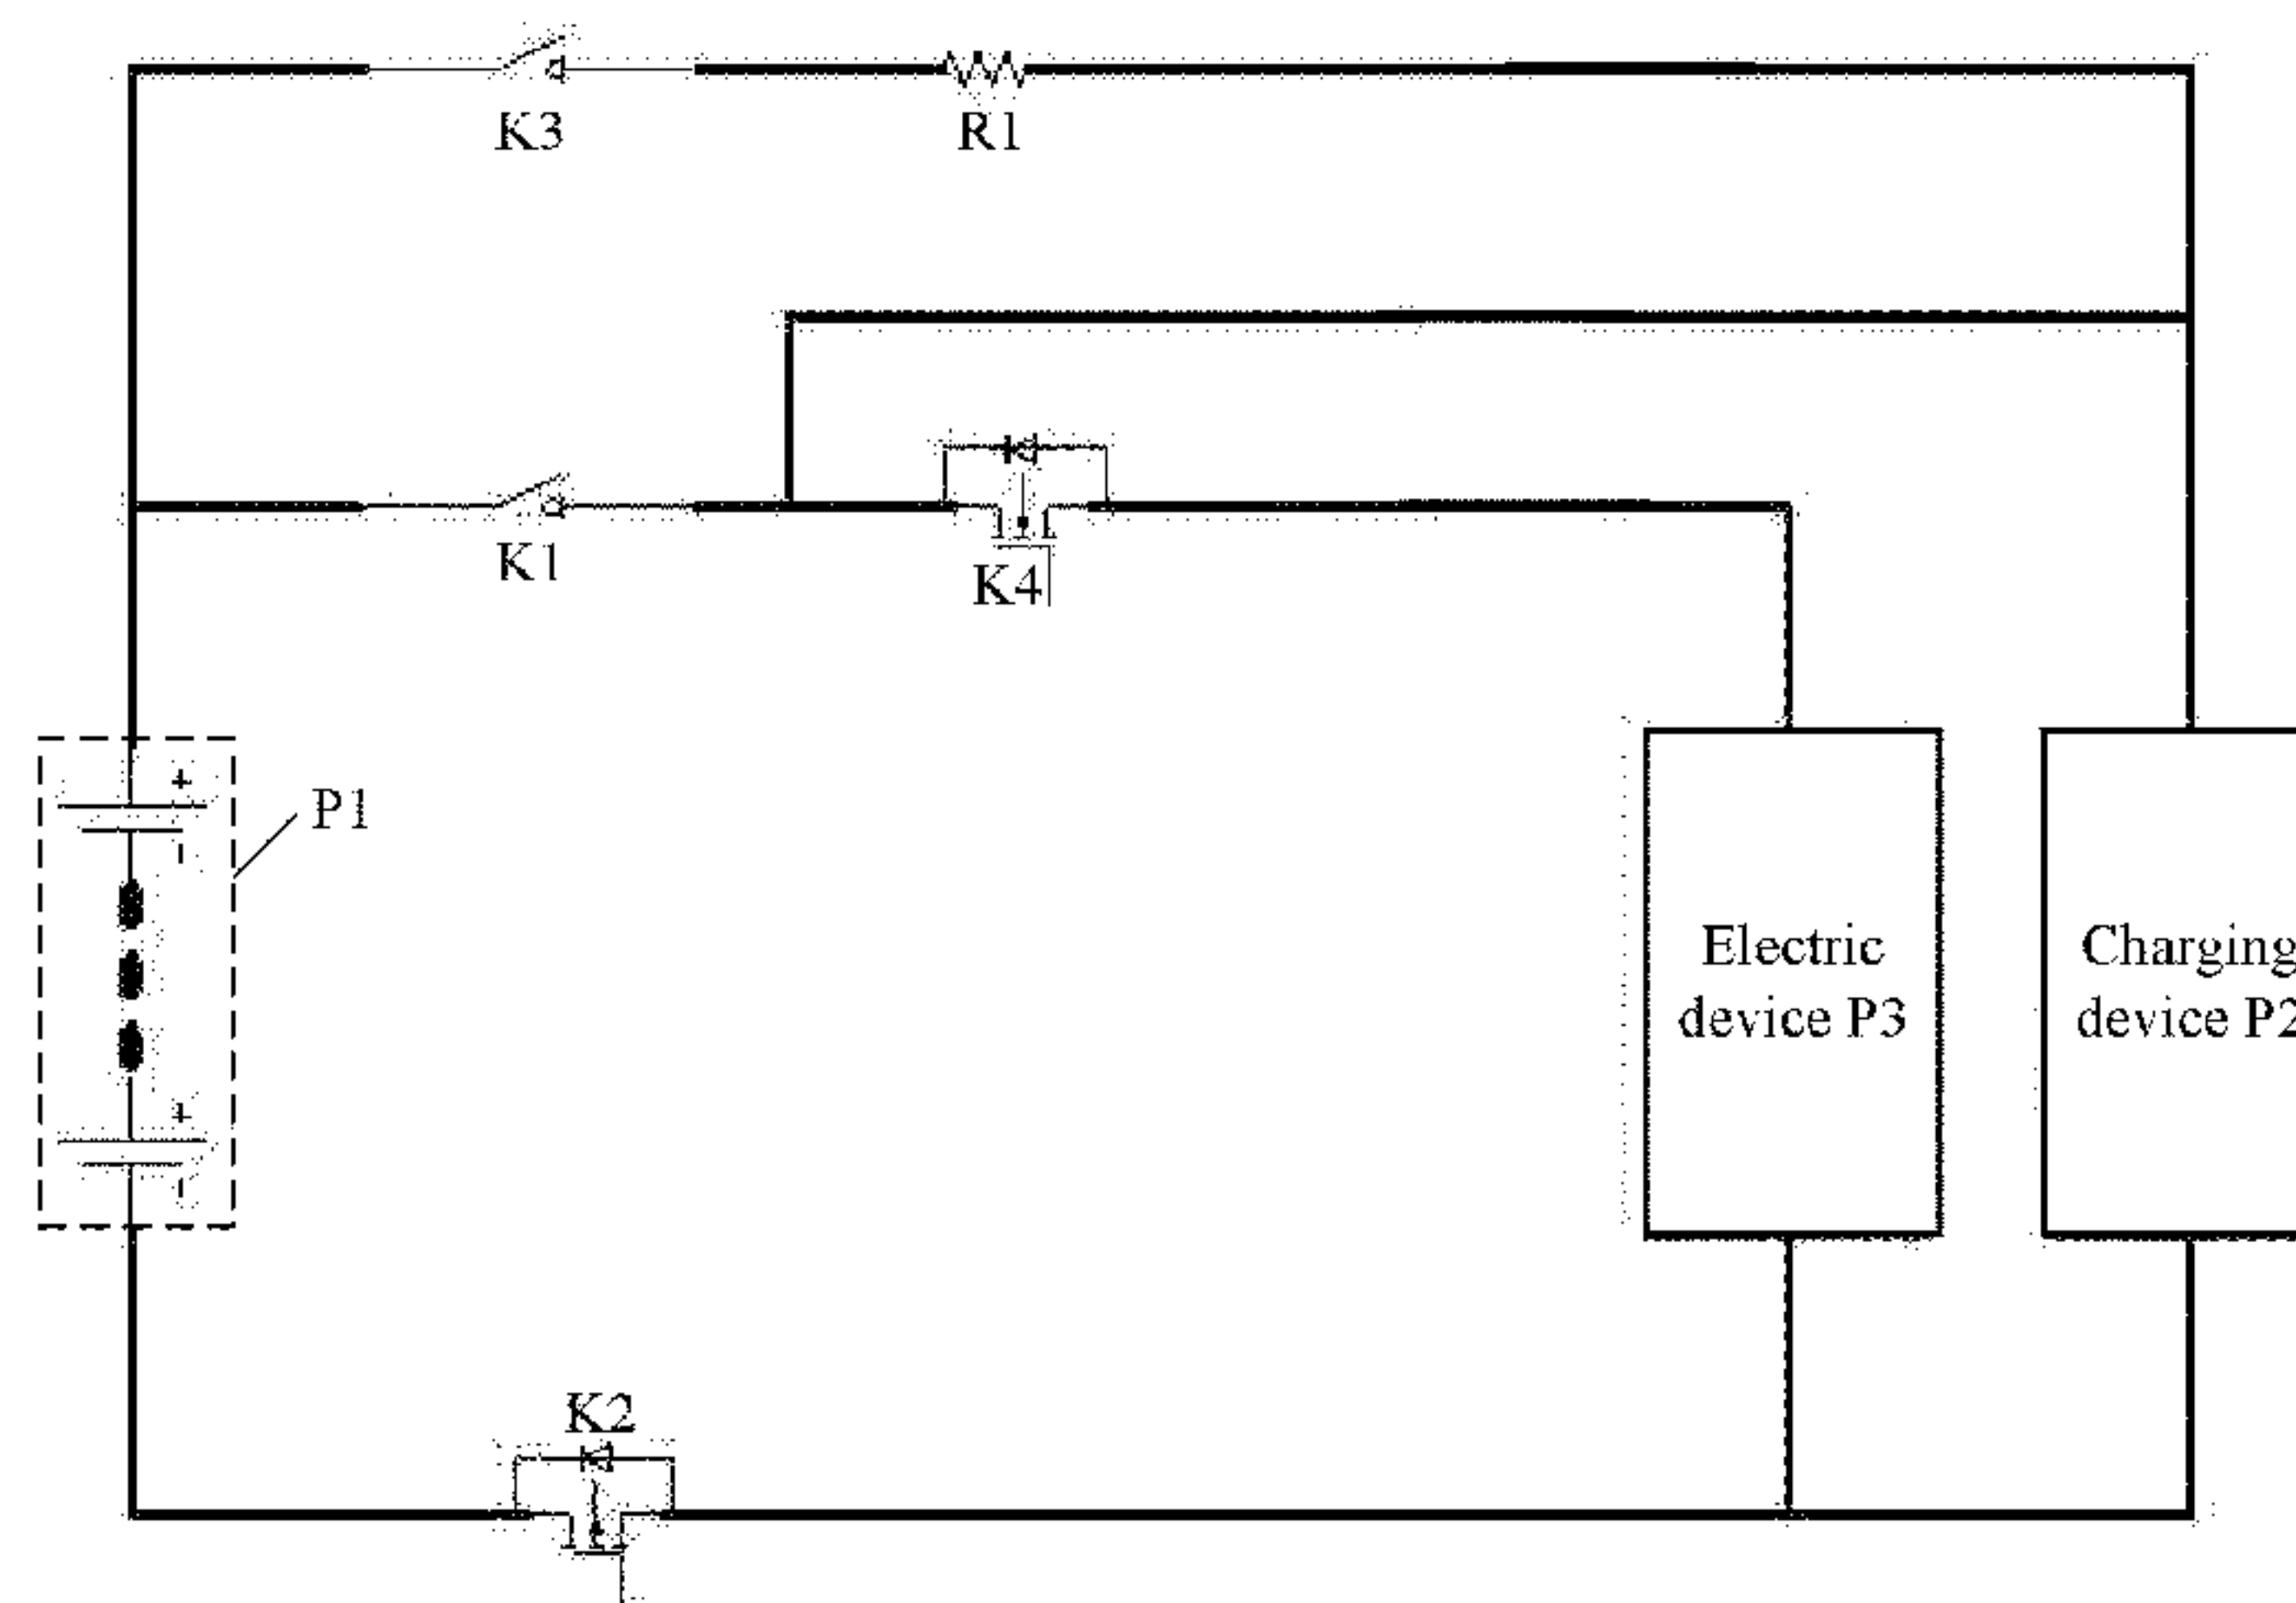 K3
R1
K1
K4
+
-
P1
+
-
Electric
device P3
Charging
device P2
K2